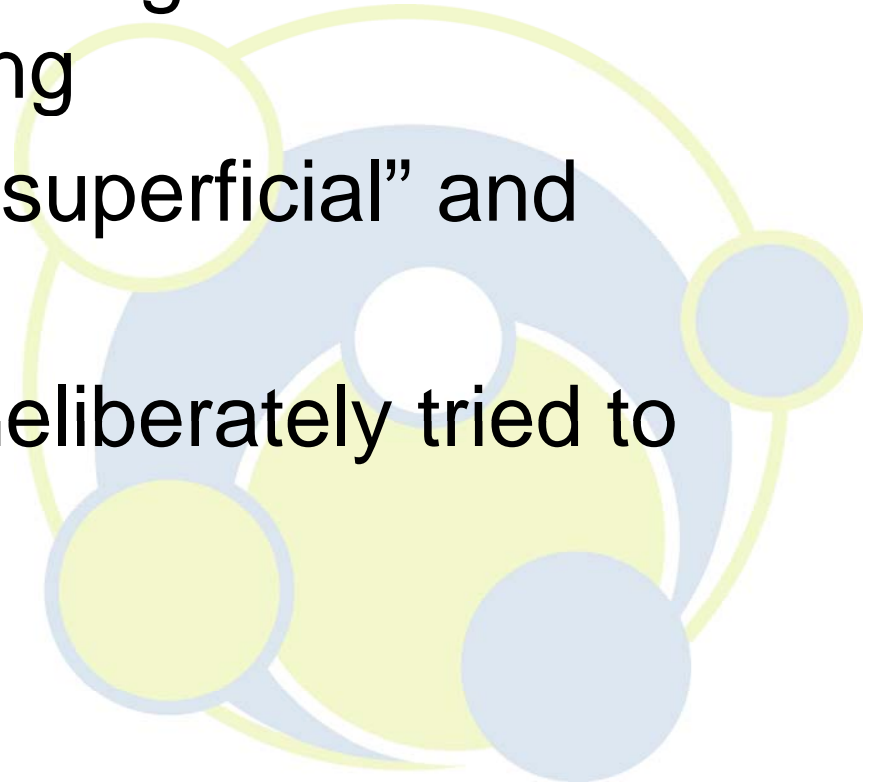 ng
superficial” and
eliberately tried to